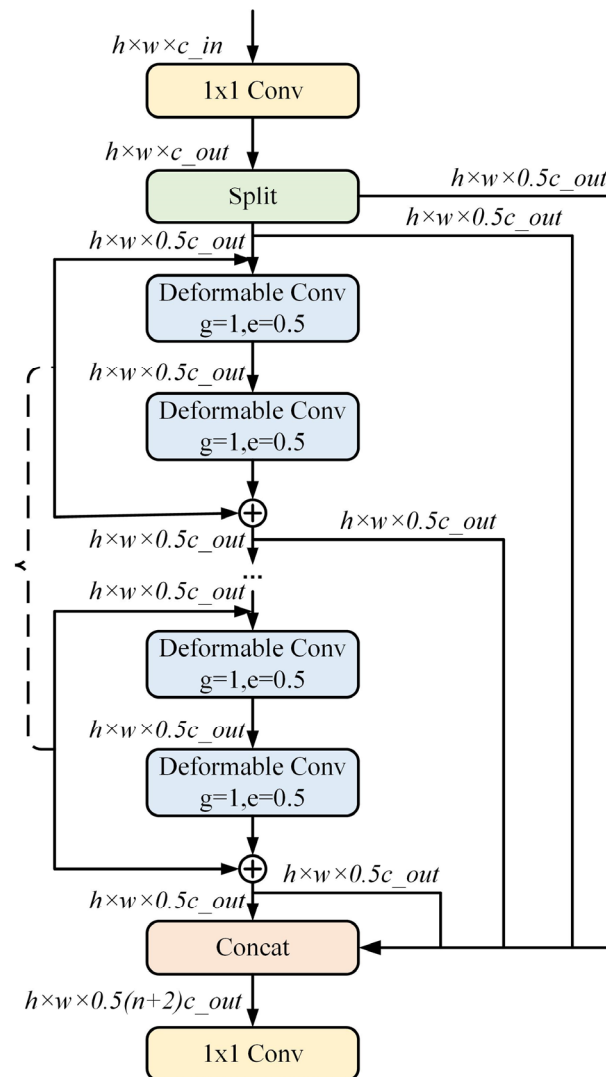 h×w×c_in
1x1 Conv
h×w×c_out
Split
h×w×0.5c_out
h×w×0.5c_out
h×w×0.5c_out
Deformable Conv
g=1,e=0.5
h×w×0.5c_out
Deformable Conv
g=1,e=0.5
h×w×0.5c_out
h×w×0.5c_out
...
h×w×0.5c_out
Deformable Conv
g=1,e=0.5
h×w×0.5c_out
Deformable Conv
g=1,e=0.5
h×w×0.5c_out
h×w×0.5c_out
Concat
h×w×0.5(n+2)c_out
1x1 Conv